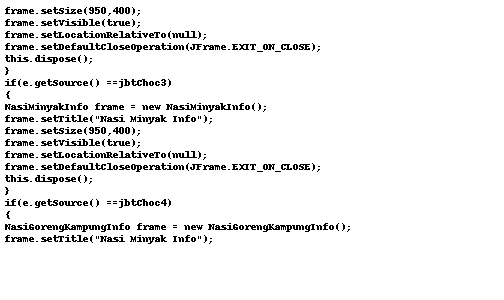 frame.setSize(950,400);
frame.setVisible(true);
frame.setLocationRelativeTo(null);
frame.setDefaultCloseOperation(JFrame.EXIT_ON_CLOSE);
this.dispose();
}
if(e.getSource() ==jbtChoc3)
{
NasiMinyakInfo frame = new NasiMinyakInfo();
frame.setTitle("Nasi Minyak Info");
frame.setSize(950,400);
frame.setVisible(true);
frame.setLocationRelativeTo(null);
frame.setDefaultCloseOperation(JFrame.EXIT_ON_CLOSE);
this.dispose();
}
if(e.getSource() ==jbtChoc4)
{
NasiGorengKampungInfo frame = new NasiGorengKampungInfo();
frame.setTitle("Nasi Minyak Info");